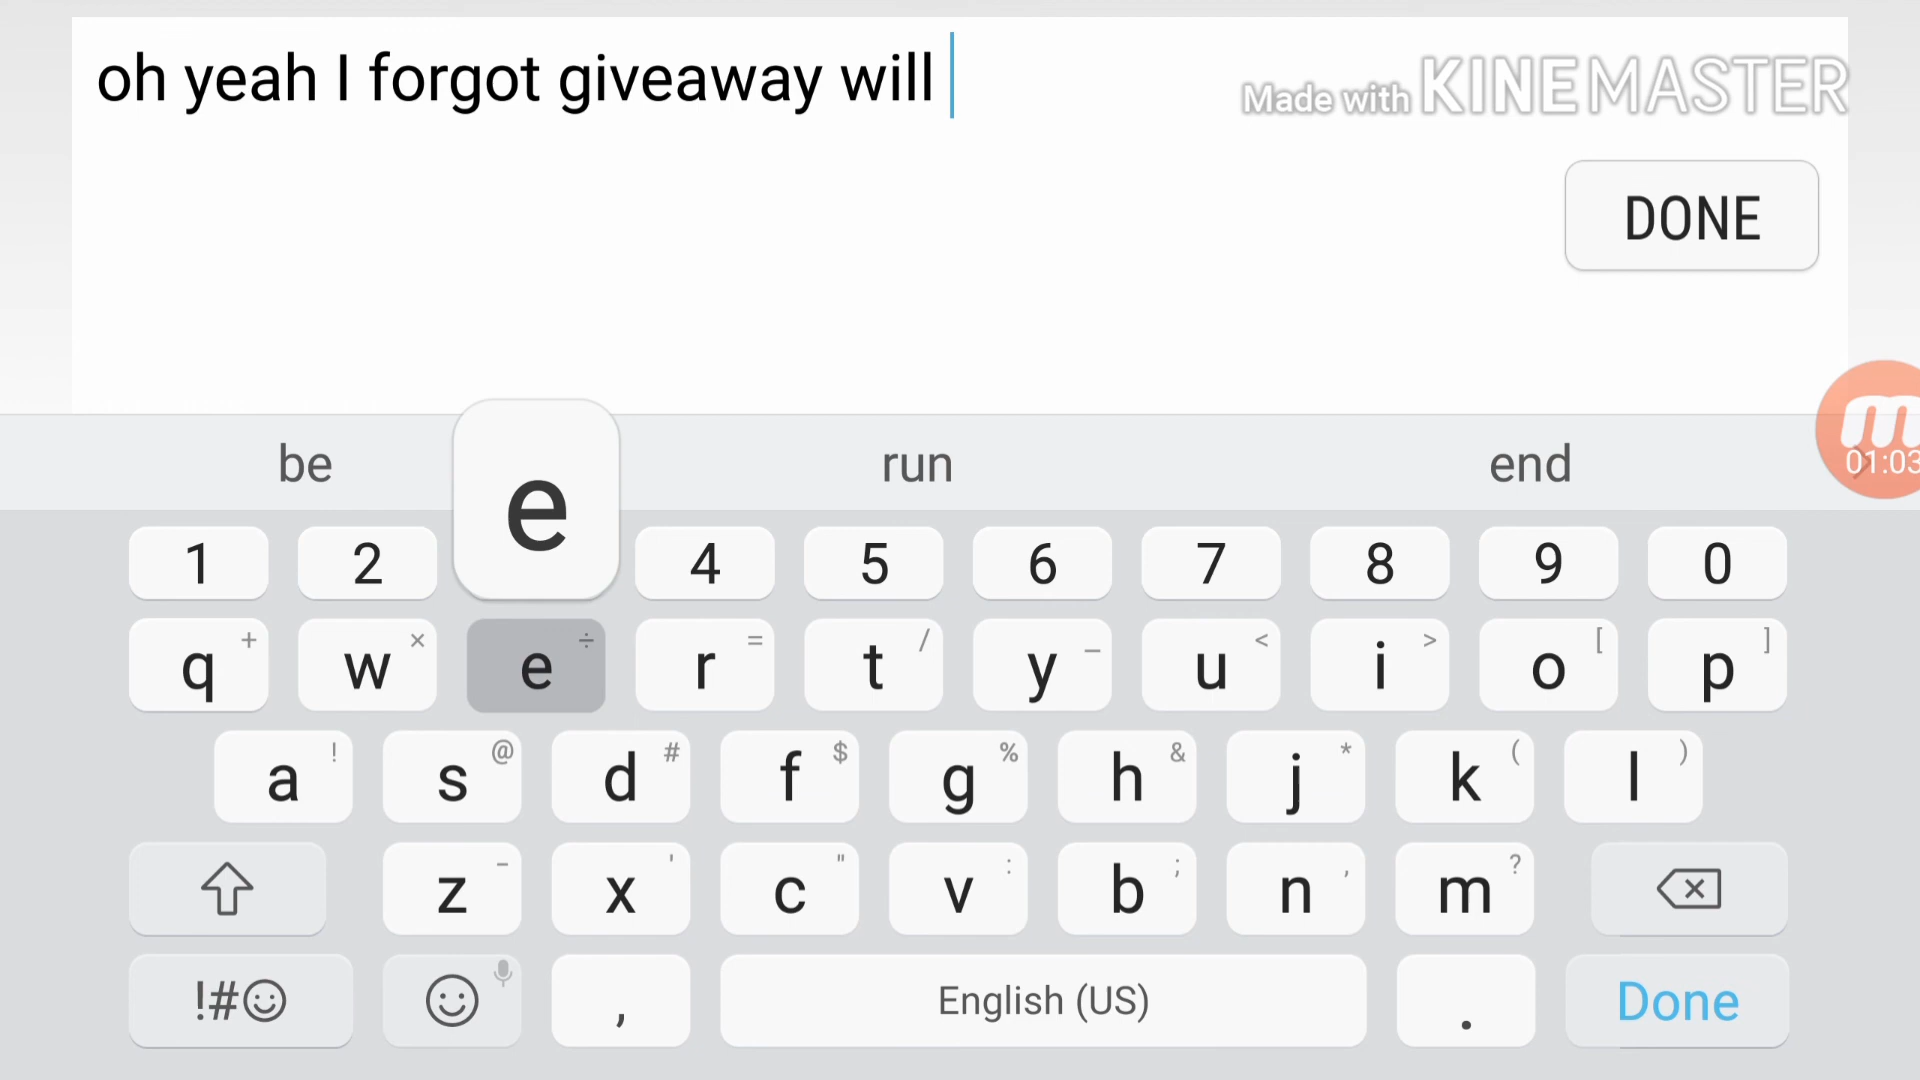 oh yeah I forgot giveaway will
Made with KINEMASTER
DONE
be e run end
m
01:03
1 2 4 5 6 7 8 9 0
q + w × e ÷ r = t / y _ u < i > o [ p ]
a ! s @ d # f $ g % h & j * k ( l )
z - x ' c " v : b ; n , m ?
!#☺ , English (US) . Done